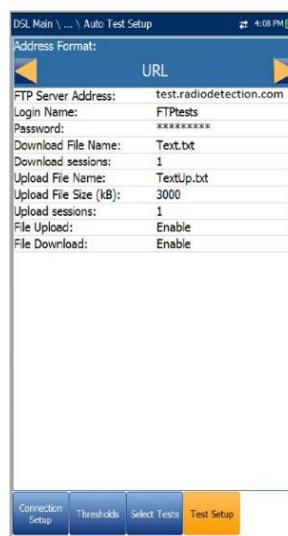 DSL Main \ ... \ Auto Test Setup 4:08 PM
Address Format:
URL
FTP Server Address: test.radiodetection.com
Login Name: FTPtests
Password: *********
Download File Name: Text.txt
Download sessions: 1
Upload File Name: TextUp.txt
Upload File Size (kB): 3000
Upload sessions: 1
File Upload: Enable
File Download: Enable
Connection Setup Thresholds Select Tests Test Setup